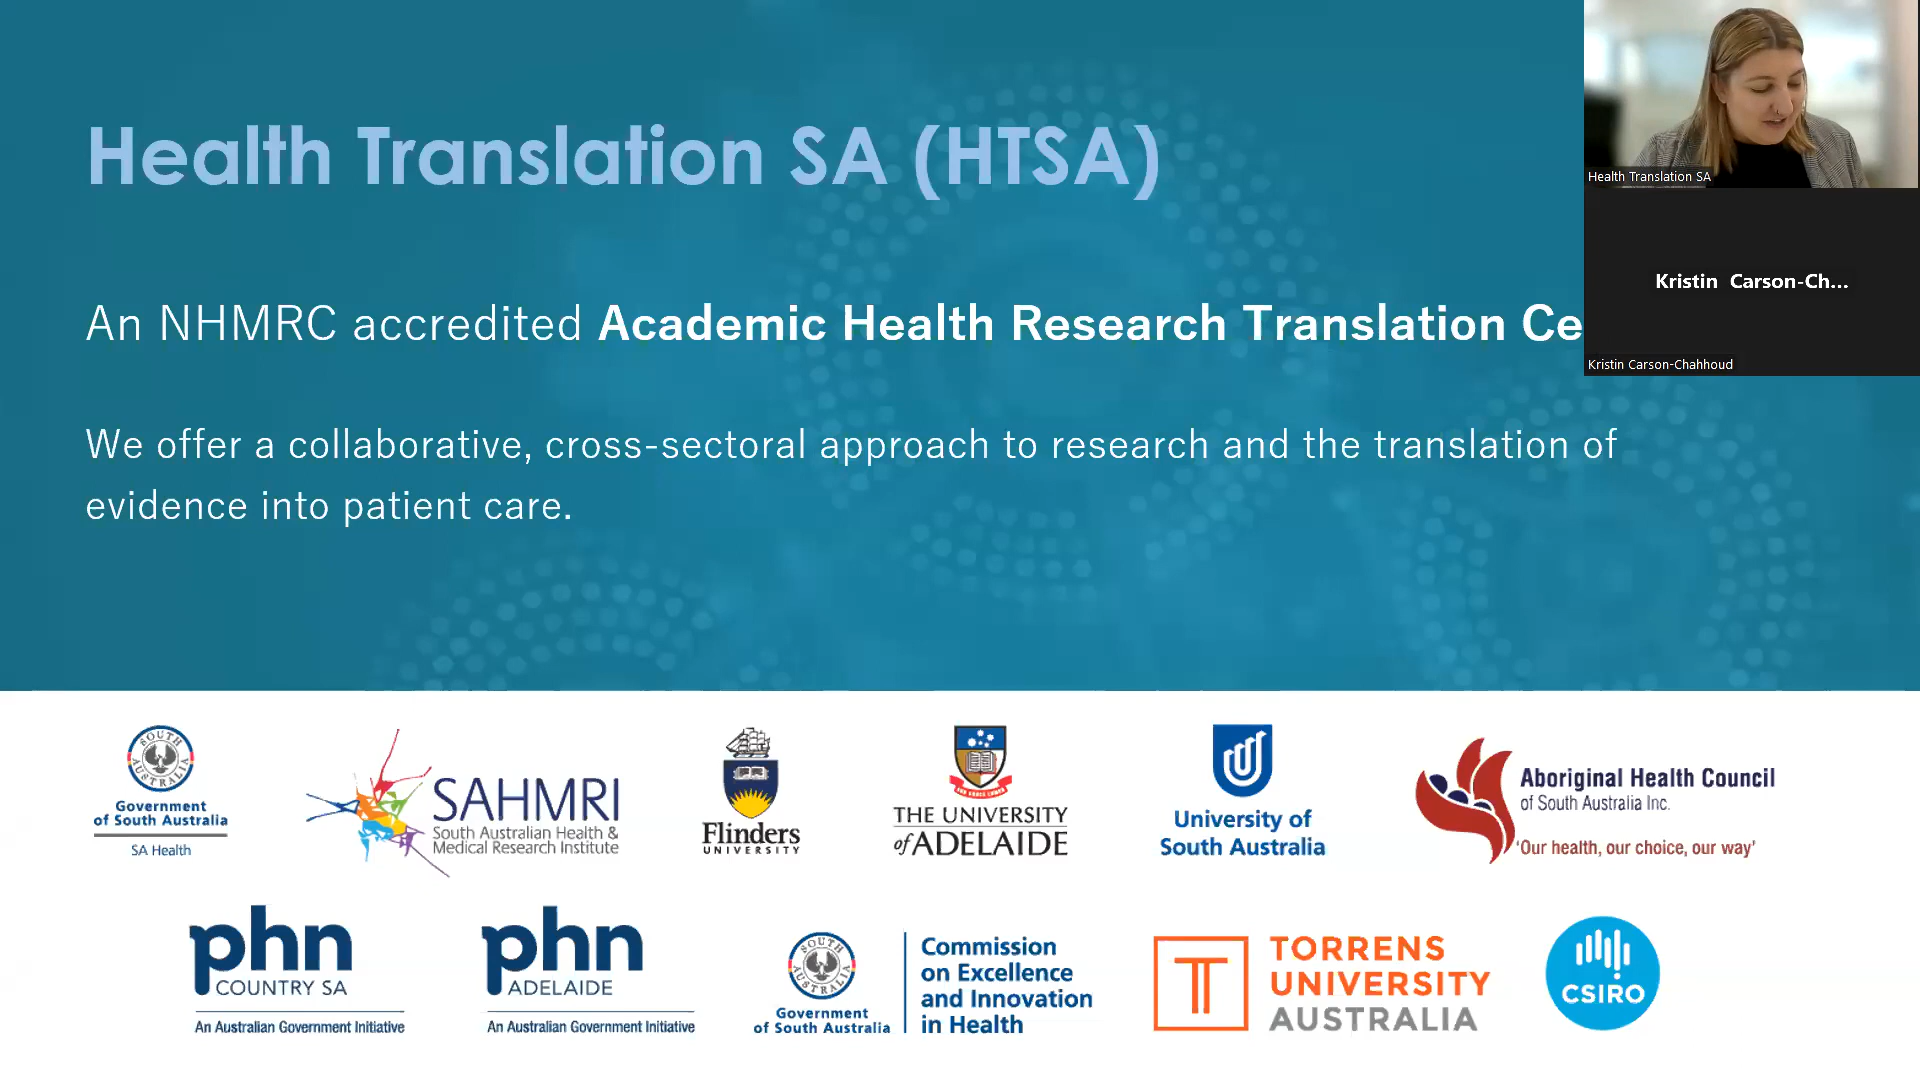 Health Translation SA (HTSA)
An NHMRC accredited Academic Health Research Translation Ce
We offer a collaborative, cross-sectoral approach to research and the translation of
evidence into patient care.
Health Translation SA
Kristin Carson-Ch...
Kristin Carson-Chahhoud
SOUTH
AUSTRALIA
Government
of South Australia
SA Health
SAHMRI
South Australian Health &
Medical Research Institute
Flinders
UNIVERSITY
THE UNIVERSITY
of ADELAIDE
University of
South Australia
Aboriginal Health Council
of South Australia Inc.
'Our health, our choice, our way'
phn
COUNTRY SA
An Australian Government Initiative
phn
ADELAIDE
An Australian Government Initiative
SOUTH
AUSTRALIA
Government
of South Australia
Commission
on Excellence
and Innovation
in Health
TORRENS
UNIVERSITY
AUSTRALIA
CSIRO